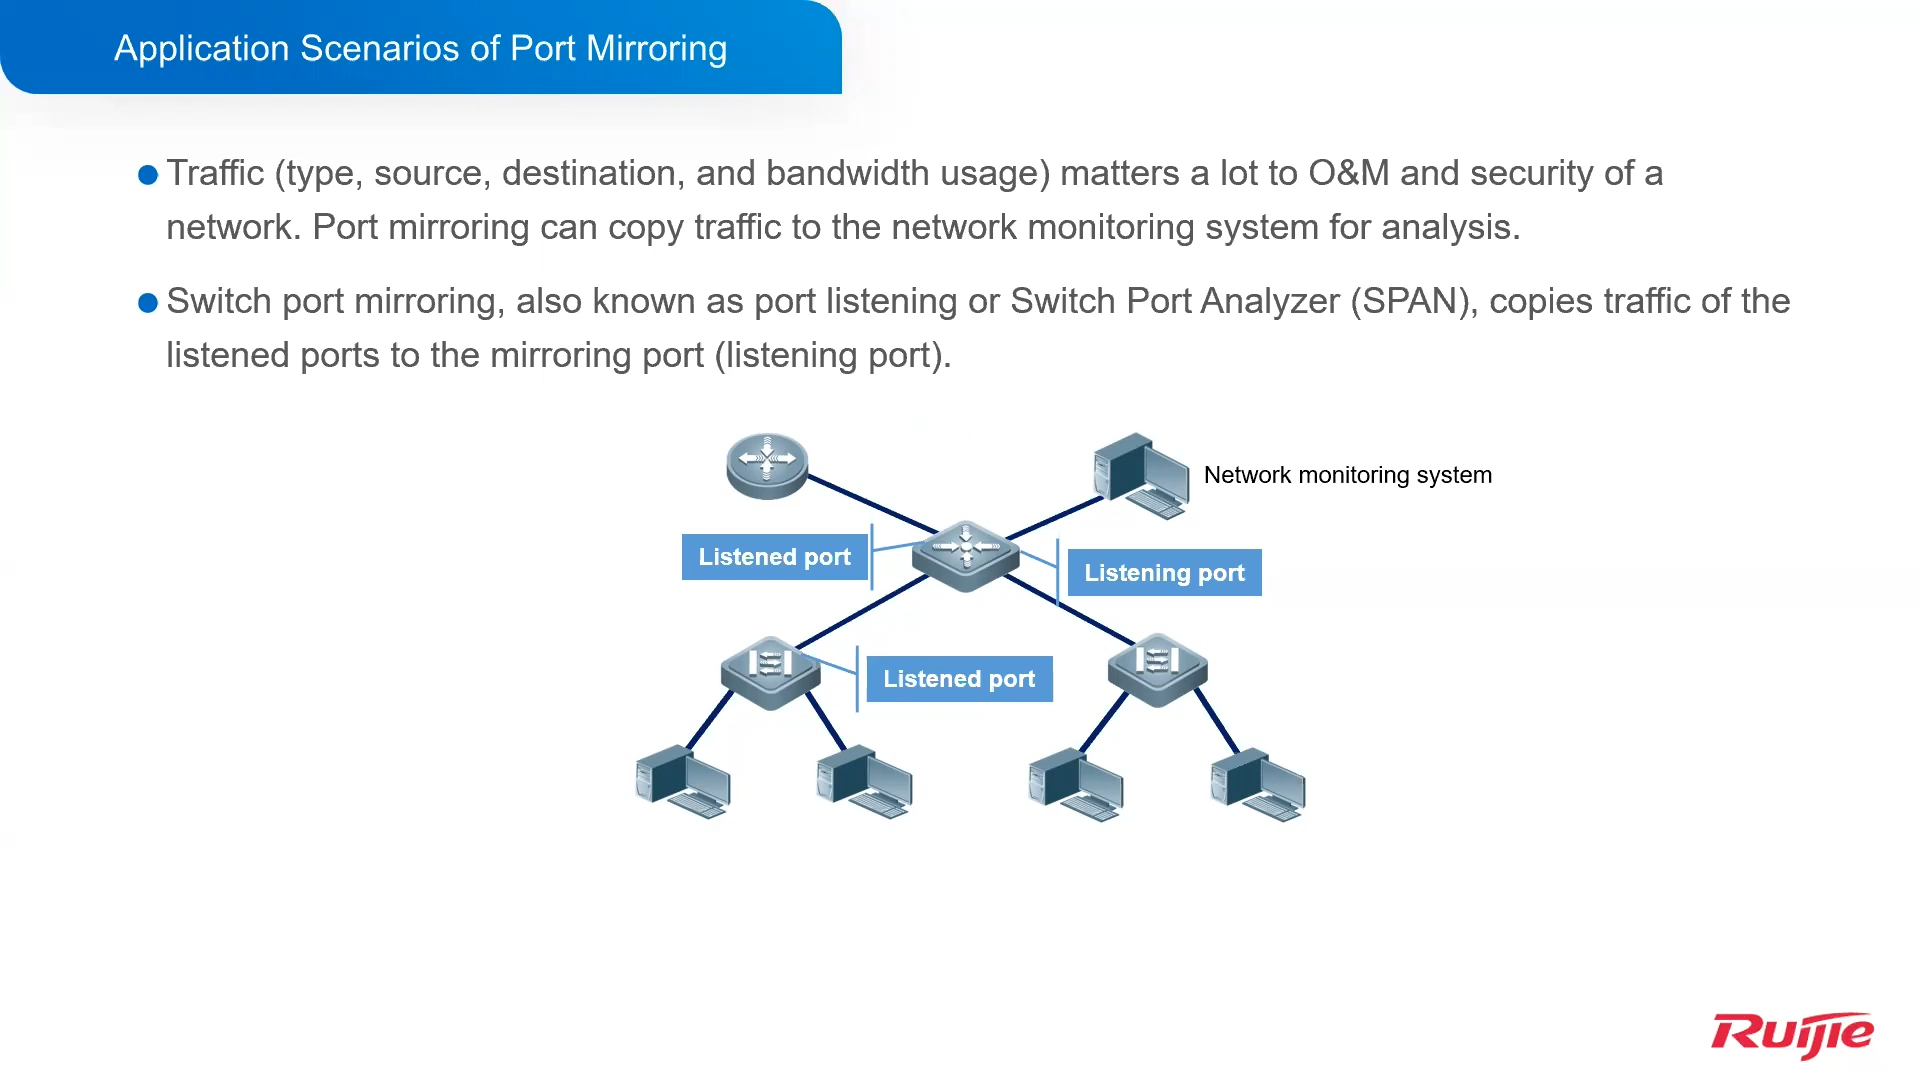 Application Scenarios of Port Mirroring
Traffic (type, source, destination, and bandwidth usage) matters a lot to O&M and security of a
network. Port mirroring can copy traffic to the network monitoring system for analysis.
Switch port mirroring, also known as port listening or Switch Port Analyzer (SPAN), copies traffic of the
listened ports to the mirroring port (listening port).
Network monitoring system
Listened port
Listening port
Listened port
Ruijie